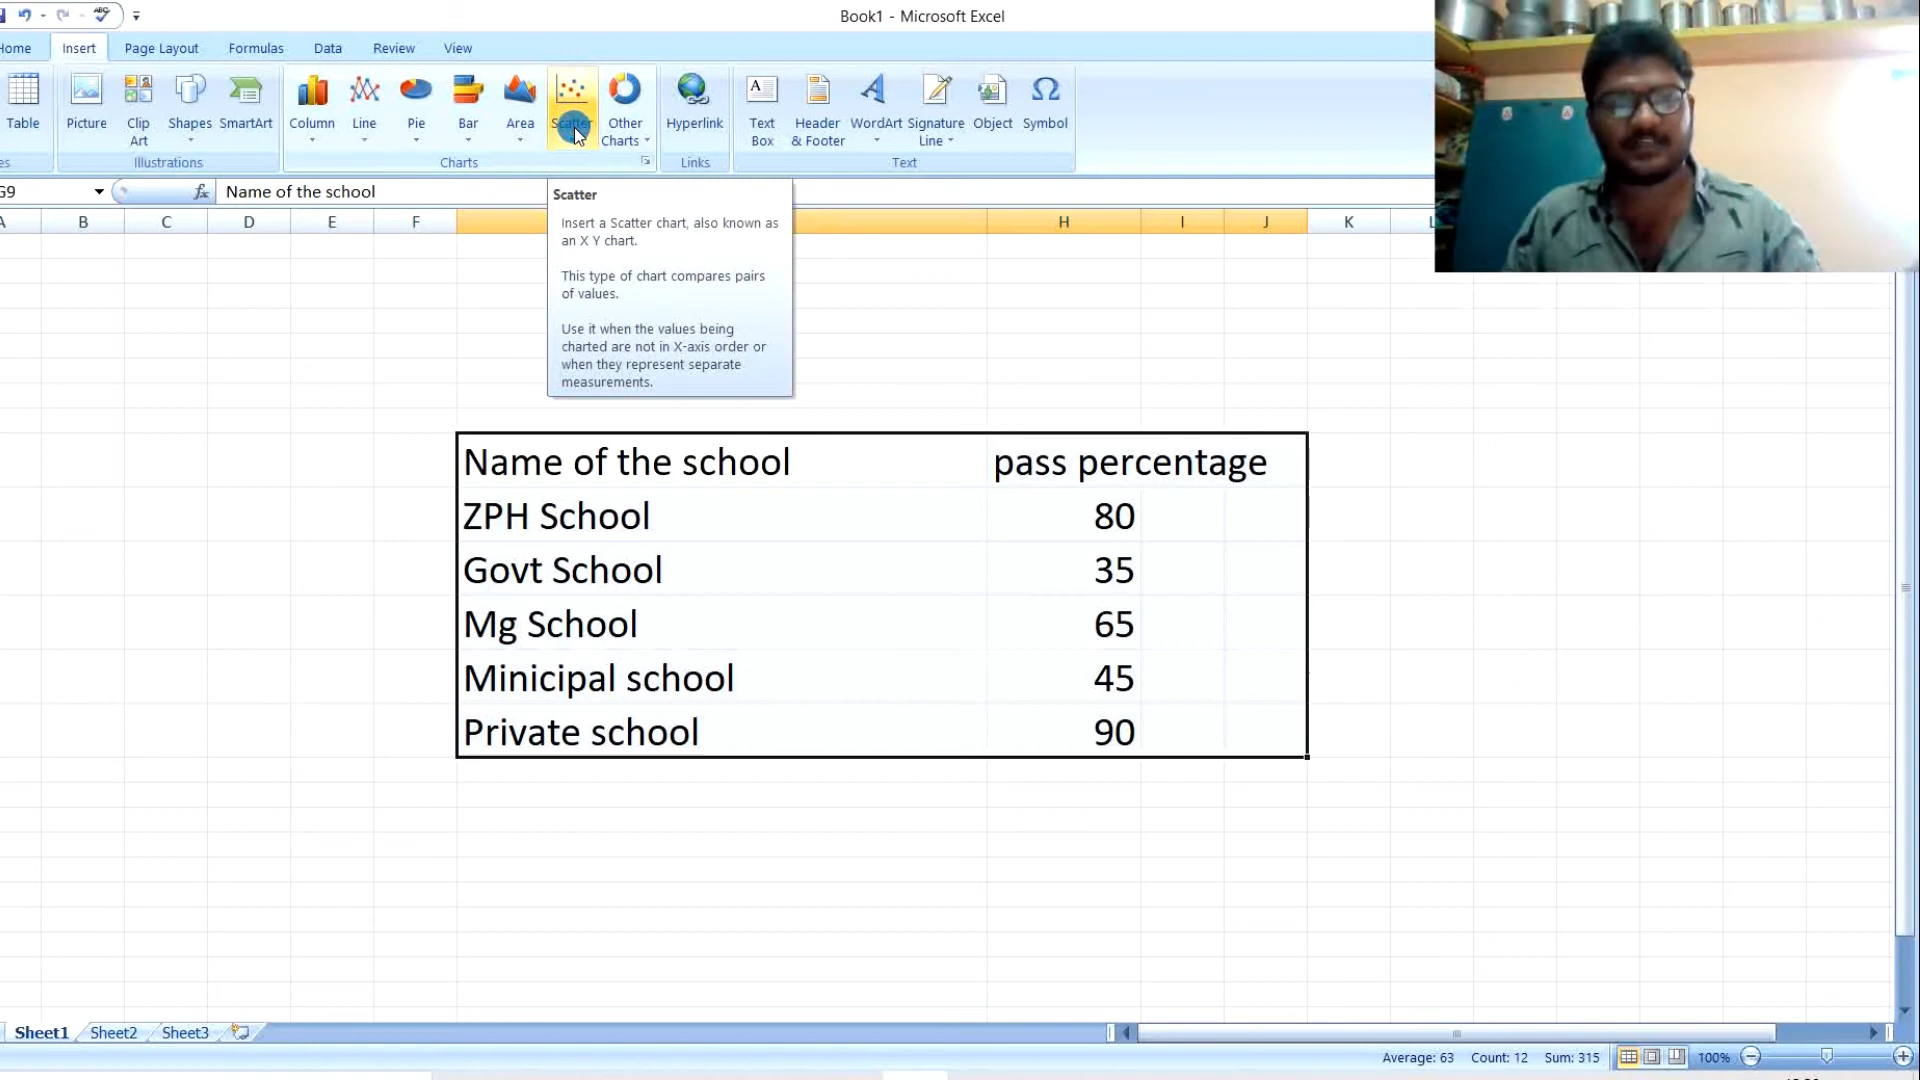 Book1 - Microsoft Excel
Insert Page Layout Formulas Data Review View
Table Picture Clip Art Shapes SmartArt Column Line Pie Bar Area Scatter Other Charts Hyperlink Text Box Header & Footer WordArt Signature Line Object Symbol
Illustrations Charts Links Text
Name of the school
B C D E F H I J K
Scatter
Insert a Scatter chart, also known as
an X Y chart.
This type of chart compares pairs
of values.
Use it when the values being
charted are not in X-axis order or
when they represent separate
measurements.
Name of the school pass percentage
ZPH School 80
Govt School 35
Mg School 65
Minicipal school 45
Private school 90
Sheet1 Sheet2 Sheet3
Average: 63 Count: 12 Sum: 315 100%